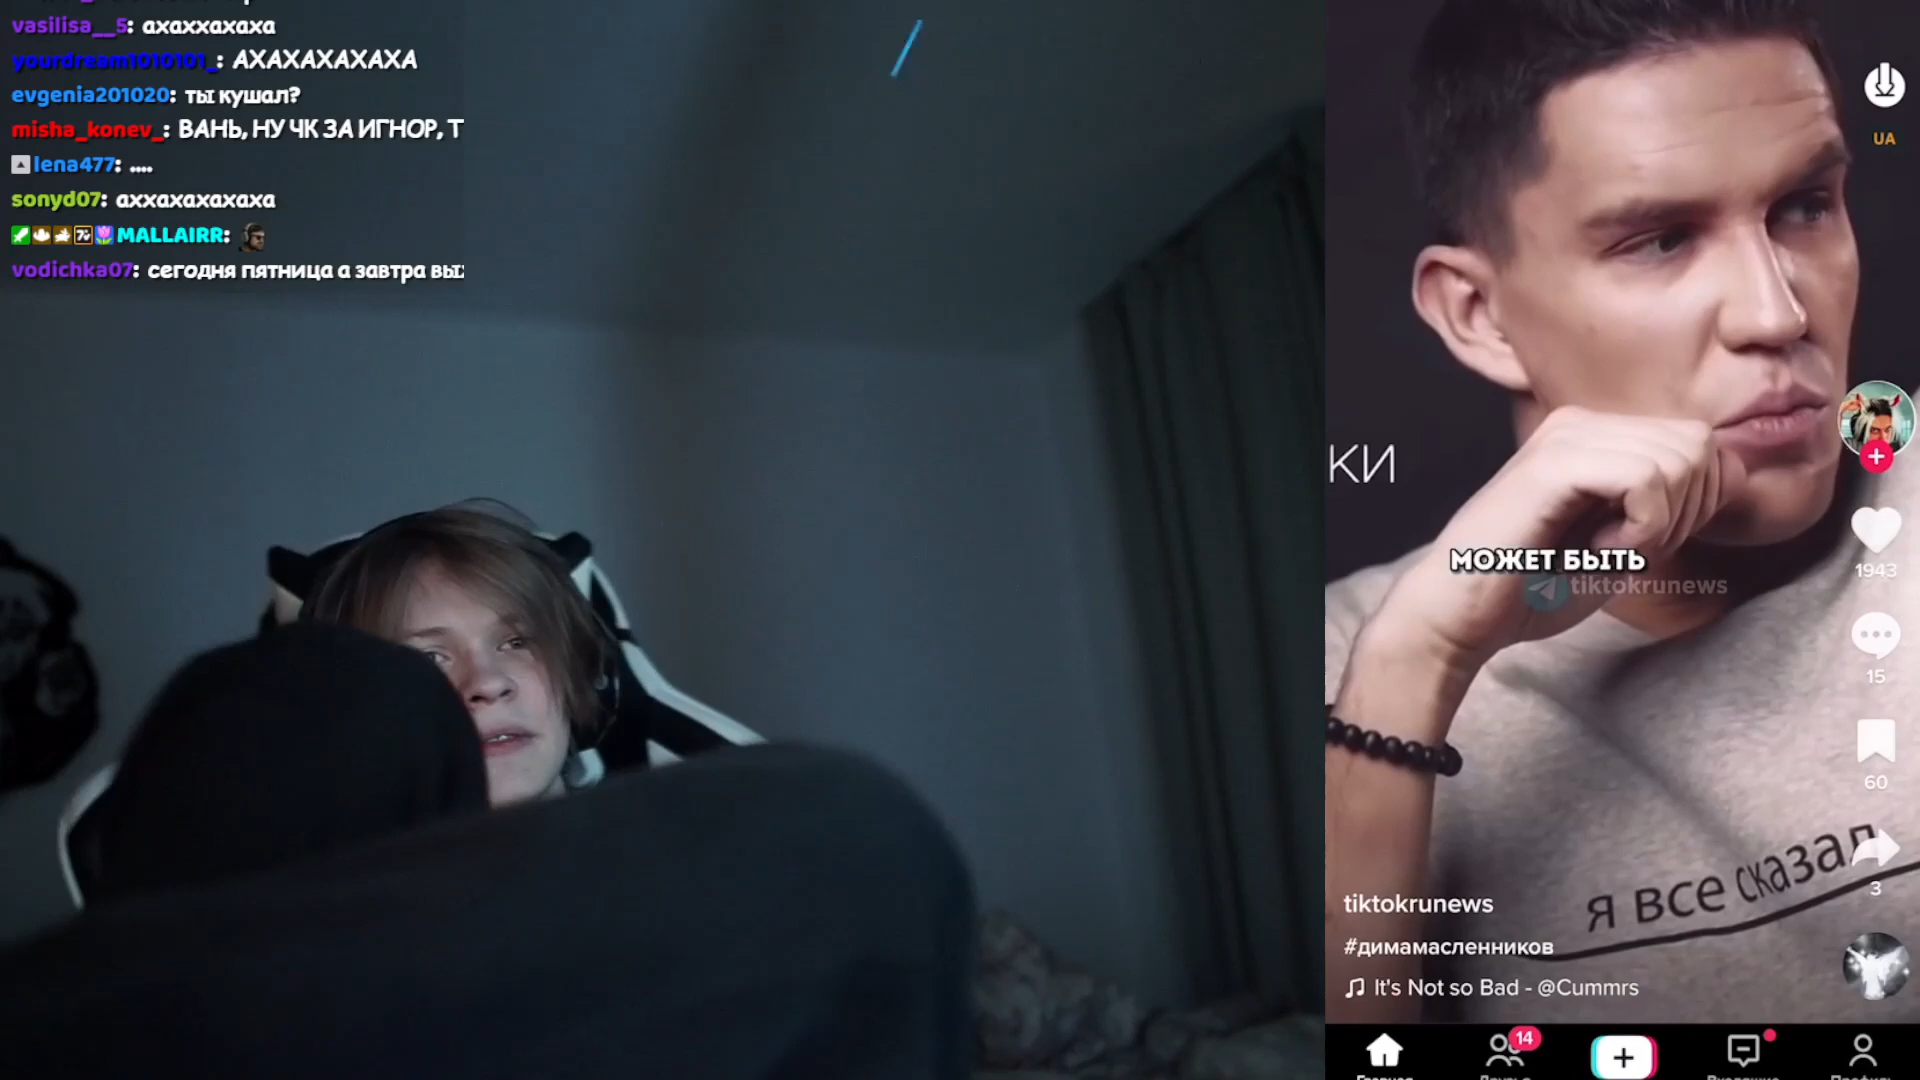 vasilisa__5: ахаххахаха
yourdream1010101_: АХАХАХАХАХА
evgenia201020: ты кушал?
misha_konev_: ВАНЬ, НУ ЧК ЗА ИГНОР, Т
lena477: ....
sonyd07: аххахахахаха
MALLAIRR:
vodichka07: сегодня пятница а завтра вы
UA
КИ
МОЖЕТ БЫТЬ
tiktokrunews
1943
15
60
3
я все сказал
tiktokrunews
#димамасленников
It's Not so Bad - @Cummrs
14